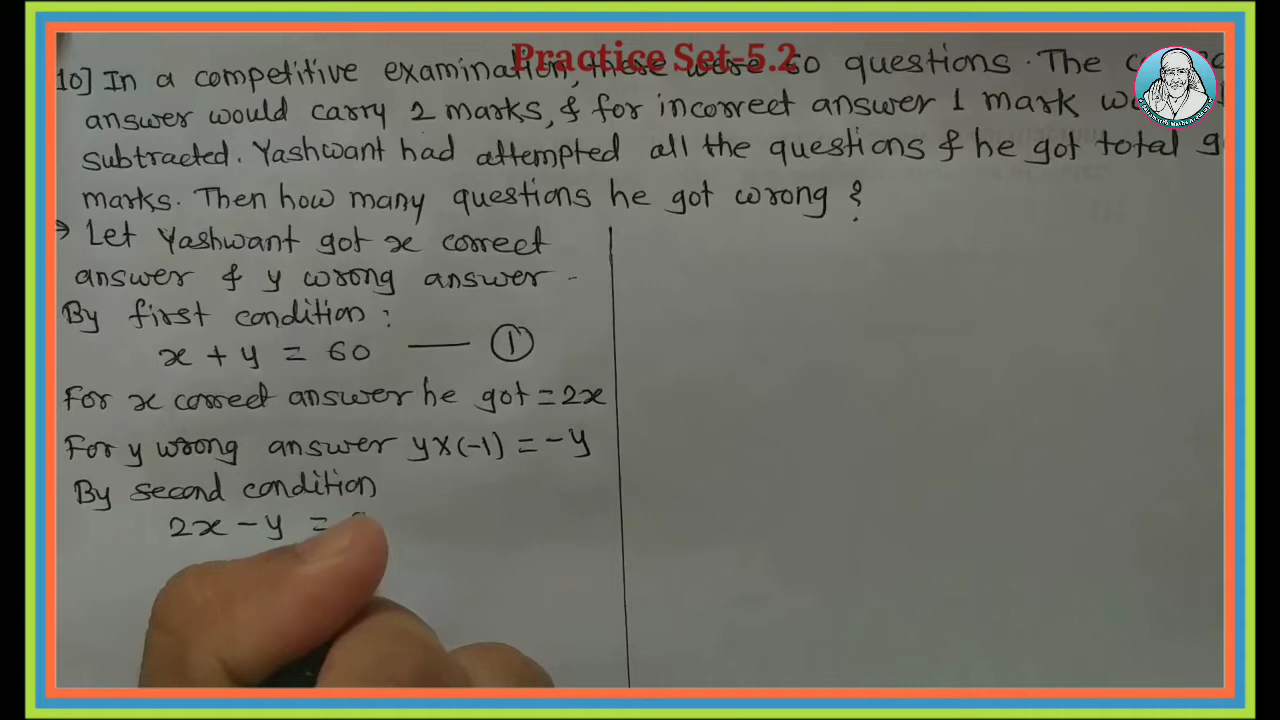 Practice Set-5.2
10] In a competitive examination, there were 60 questions. The
answer would carry 2 marks, & for incorrect answer 1 mark
subtracted. Yashwant had attempted all the questions & he got total
marks. Then how many questions he got wrong ?
→ Let Yashwant got x correct
answer & y wrong answer -
By first condition :
x + y = 60 —— ①
For x correct answer he got = 2x
For y wrong answer y×(-1) = -y
By second condition
2x - y =